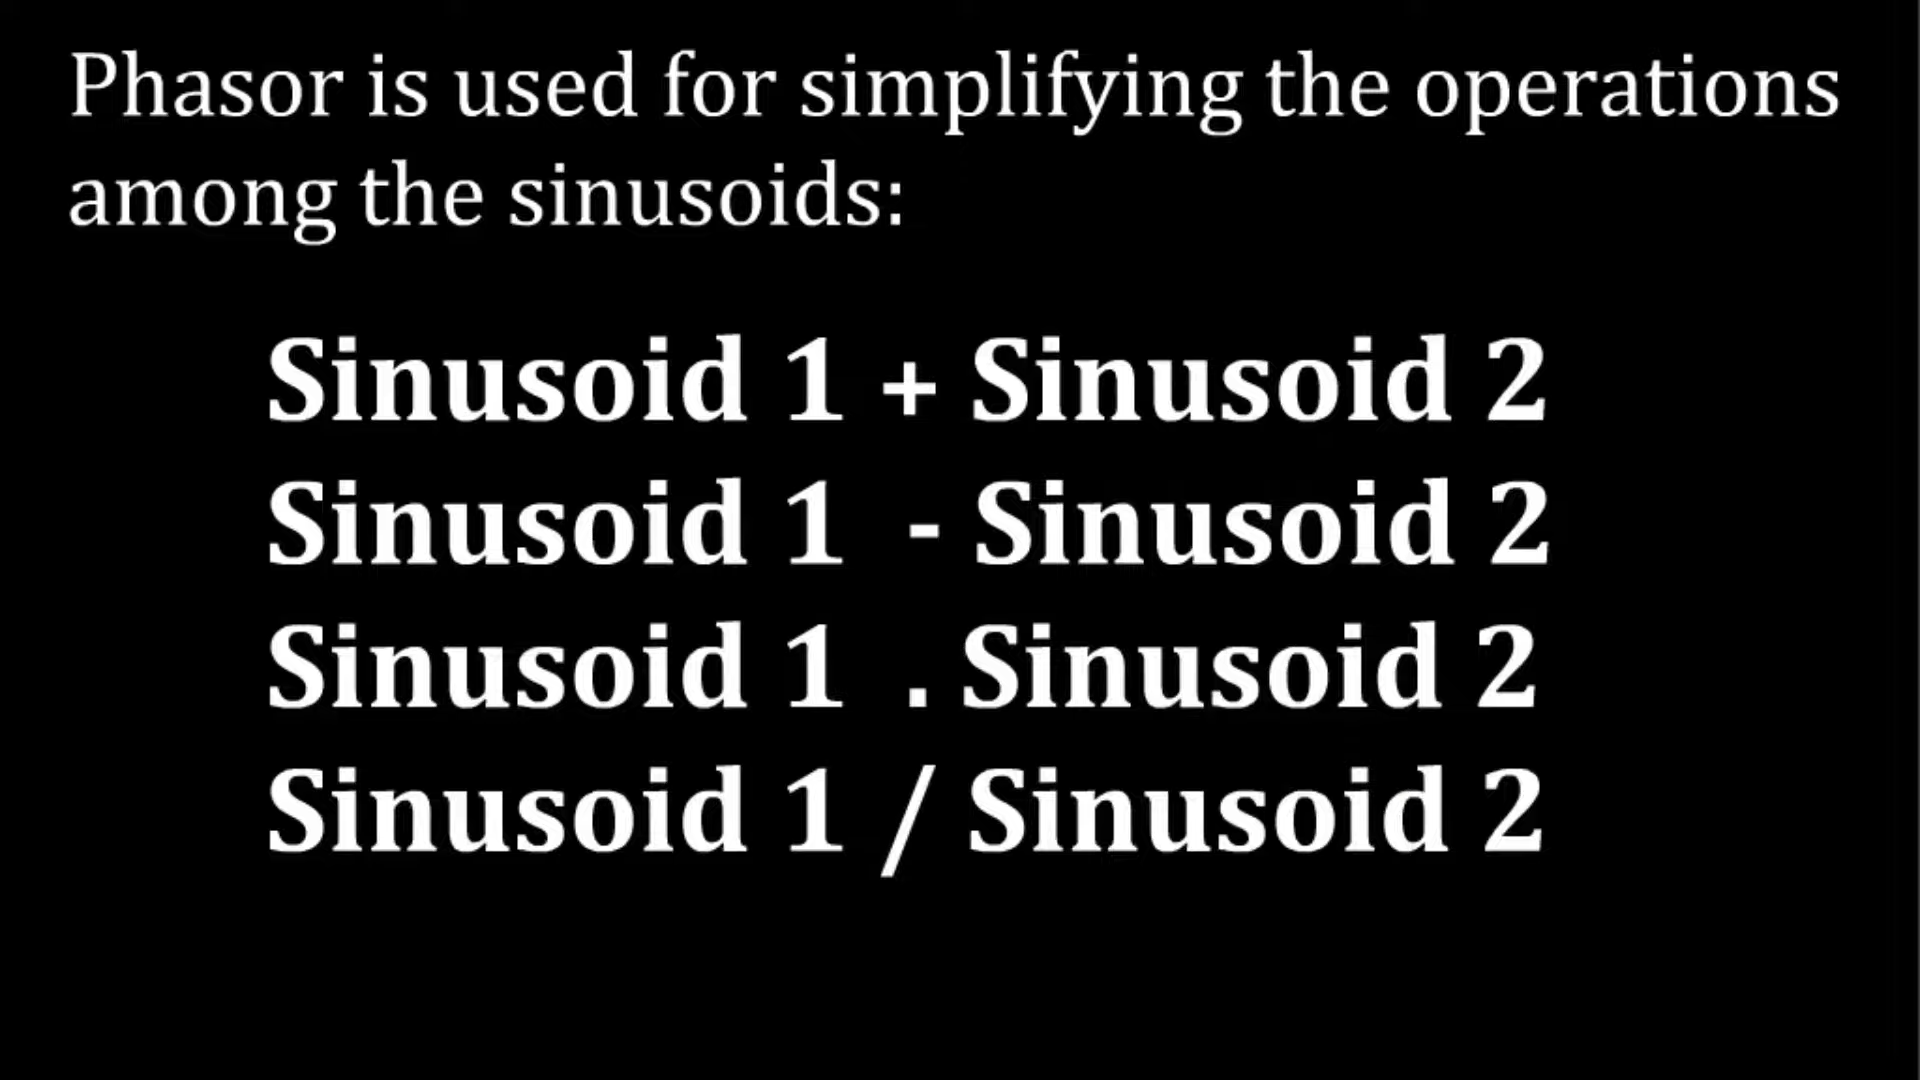 Phasor is used for simplifying the operations
among the sinusoids:
Sinusoid 1 + Sinusoid 2
Sinusoid 1 - Sinusoid 2
Sinusoid 1 . Sinusoid 2
Sinusoid 1 / Sinusoid 2